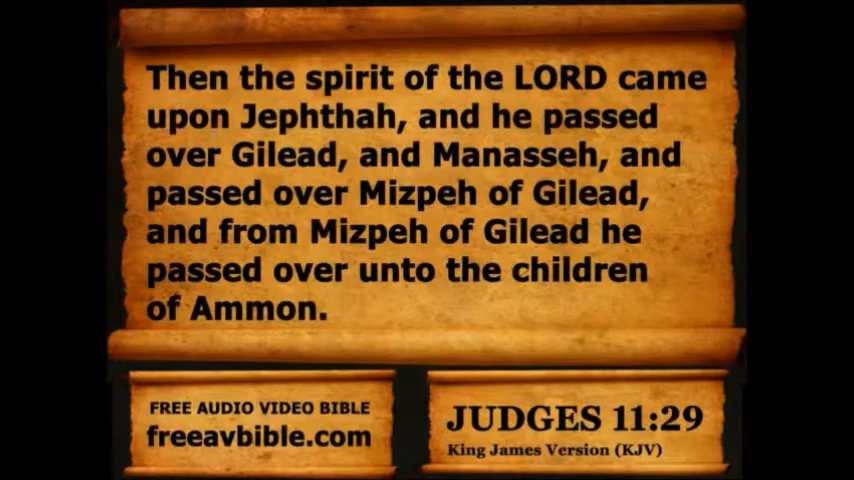 Then the spirit of the LORD came
upon Jephthah, and he passed
over Gilead, and Manasseh, and
passed over Mizpeh of Gilead,
and from Mizpeh of Gilead he
passed over unto the children
of Ammon.
FREE AUDIO VIDEO BIBLE
freeavbible.com
JUDGES 11:29
King James Version (KJV)